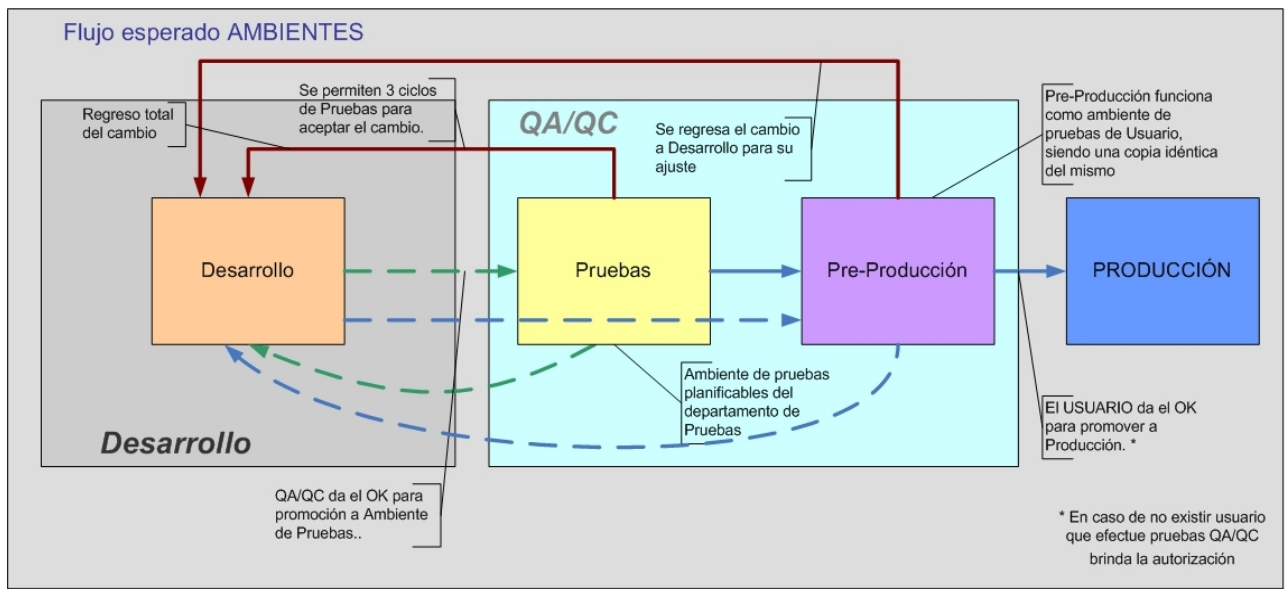 Flujo esperado AMBIENTES
Regreso total
del cambio
Se permiten 3 ciclos
de Pruebas para
aceptar el cambio.
QA/QC
Se regresa el cambio
a Desarrollo para su
ajuste
Pre-Producción funciona
como ambiente de
pruebas de Usuario,
siendo una copia idéntica
del mismo
Desarrollo
Pruebas
Pre-Producción
PRODUCCIÓN
Ambiente de pruebas
planificables del
departamento de
Pruebas
El USUARIO da el OK
para promover a
Producción. *
Desarrollo
QA/QC da el OK para
promoción a Ambiente
de Pruebas..
* En caso de no existir usuario
que efectue pruebas QA/QC
brinda la autorización